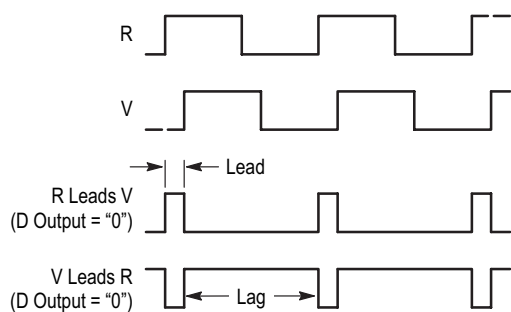 R
V
Lead
R Leads V
(D Output = “0”)
V Leads R
(D Output = “0”)
Lag